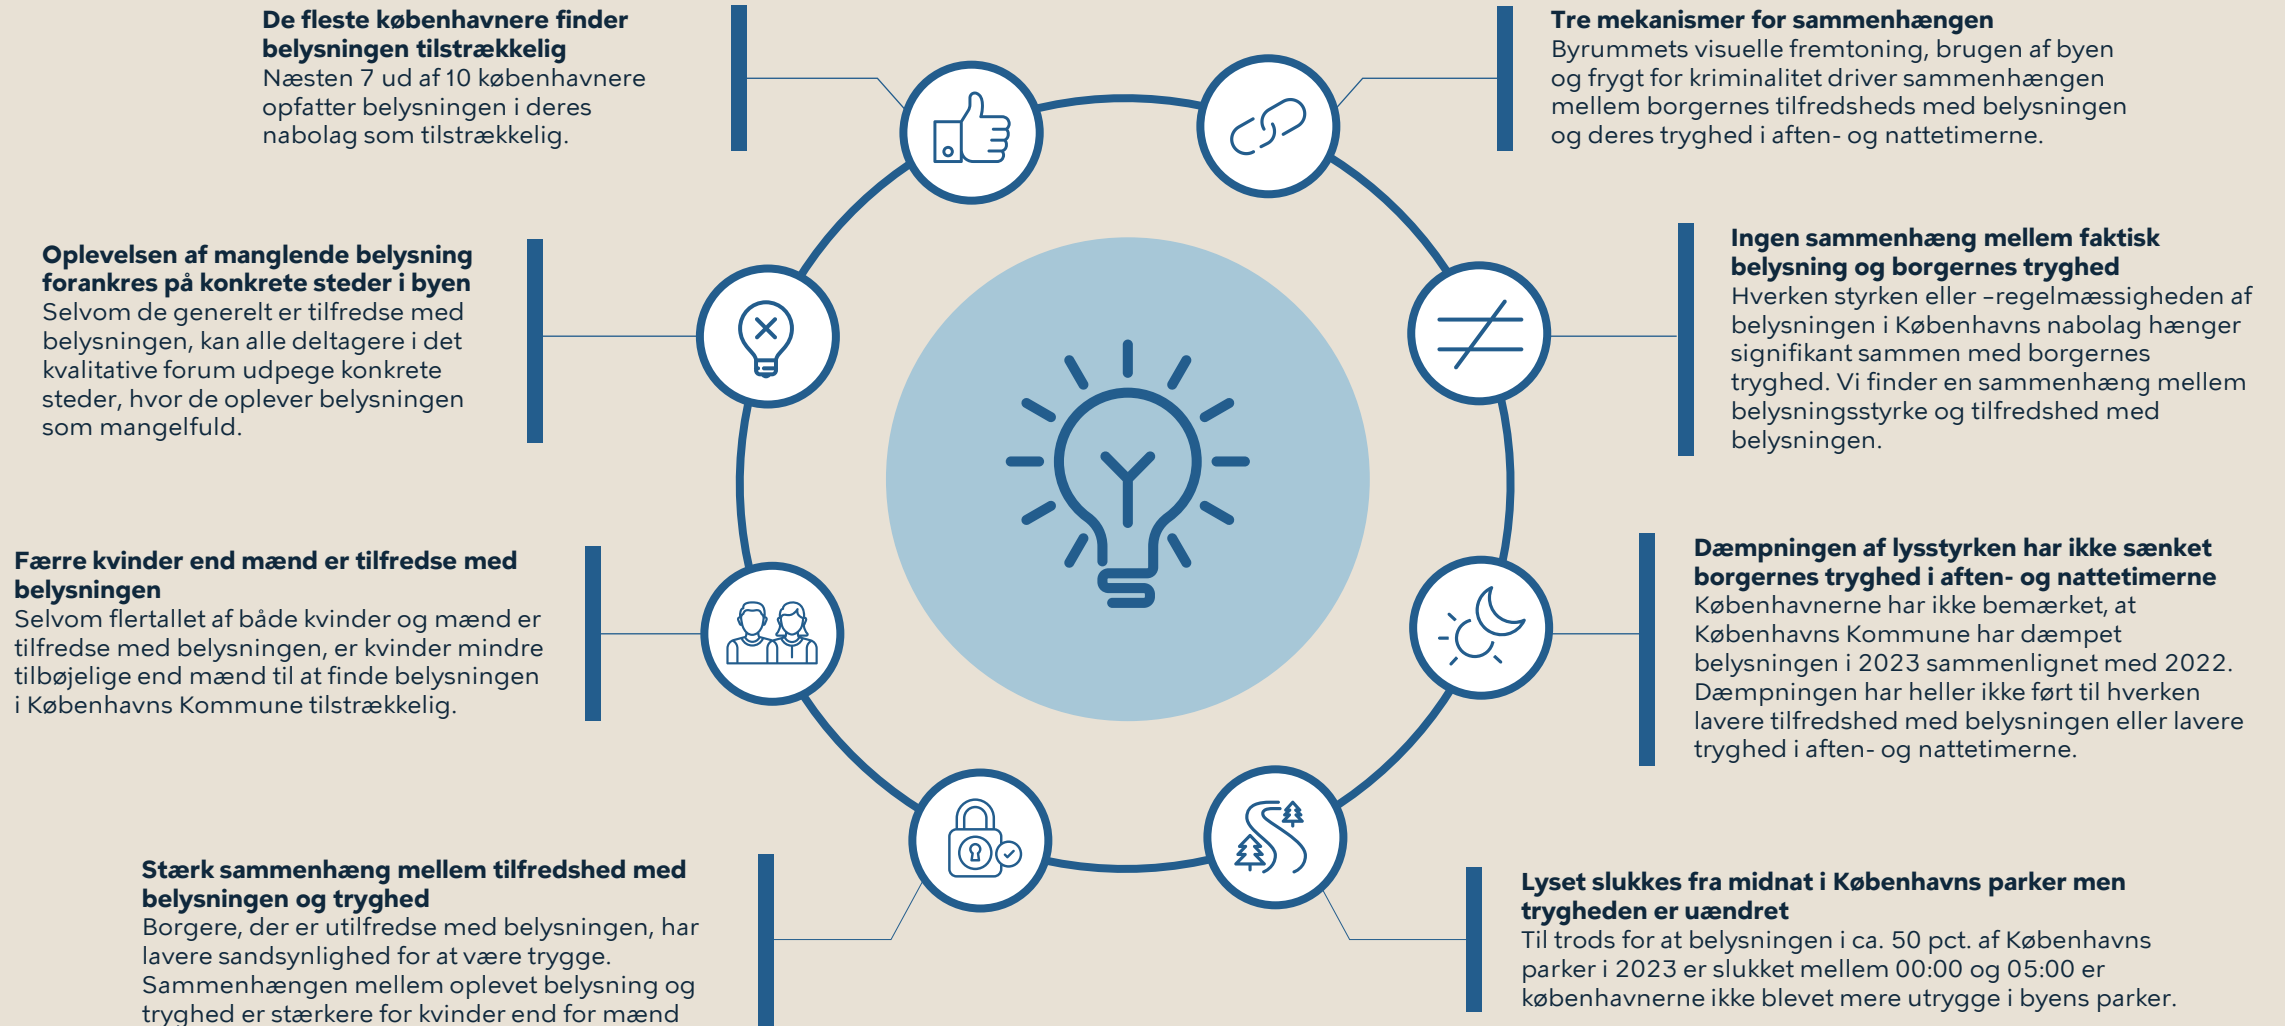 De fleste københavnere finder
belysningen tilstrækkelig
Næsten 7 ud af 10 københavnere
opfatter belysningen i deres
nabolag som tilstrækkelig.
Oplevelsen af manglende belysning
forankres på konkrete steder i byen
Selvom de generelt er tilfredse med
belysningen, kan alle deltagere i det
kvalitative forum udpege konkrete
steder, hvor de oplever belysningen
som mangelfuld.
Færre kvinder end mænd er tilfredse med
belysningen
Selvom flertallet af både kvinder og mænd er
tilfredse med belysningen, er kvinder mindre
tilbøjelige end mænd til at finde belysningen
i Københavns Kommune tilstrækkelig.
Stærk sammenhæng mellem tilfredshed med
belysningen og tryghed
Borgere, der er utilfredse med belysningen, har
lavere sandsynlighed for at være trygge.
Sammenhængen mellem oplevet belysning og
tryghed er stærkere for kvinder end for mænd
Tre mekanismer for sammenhængen
Byrummets visuelle fremtoning, brugen af byen
og frygt for kriminalitet driver sammenhængen
mellem borgernes tilfredsheds med belysningen
og deres tryghed i aften- og nattetimerne.
Ingen sammenhæng mellem faktisk
belysning og borgernes tryghed
Hverken styrken eller –regelmæssigheden af
belysningen i Københavns nabolag hænger
signifikant sammen med borgernes
tryghed. Vi finder en sammenhæng mellem
belysningsstyrke og tilfredshed med
belysningen.
Dæmpningen af lysstyrken har ikke sænket
borgernes tryghed i aften- og nattetimerne
Københavnerne har ikke bemærket, at
Københavns Kommune har dæmpet
belysningen i 2023 sammenlignet med 2022.
Dæmpningen har heller ikke ført til hverken
lavere tilfredshed med belysningen eller lavere
tryghed i aften- og nattetimerne.
Lyset slukkes fra midnat i Københavns parker men
trygheden er uændret
Til trods for at belysningen i ca. 50 pct. af Københavns
parker i 2023 er slukket mellem 00:00 og 05:00 er
københavnerne ikke blevet mere utrygge i byens parker.